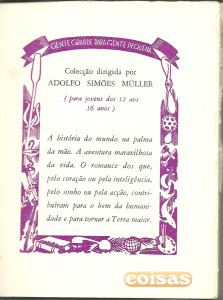 GENTE GRANDE PARA GENTE PEQUENA
Colecção dirigida por
ADOLFO SIMÕES MÜLLER
(para jovens dos 12 aos
16 anos)
A história do mundo na palma
da mão. A aventura maravilhosa
da vida. O romance dos que,
pelo coração ou pela inteligência,
pelo sonho ou pela acção, contri-
buíram para o bem da humani-
dade e para tornar a Terra maior.
coisas